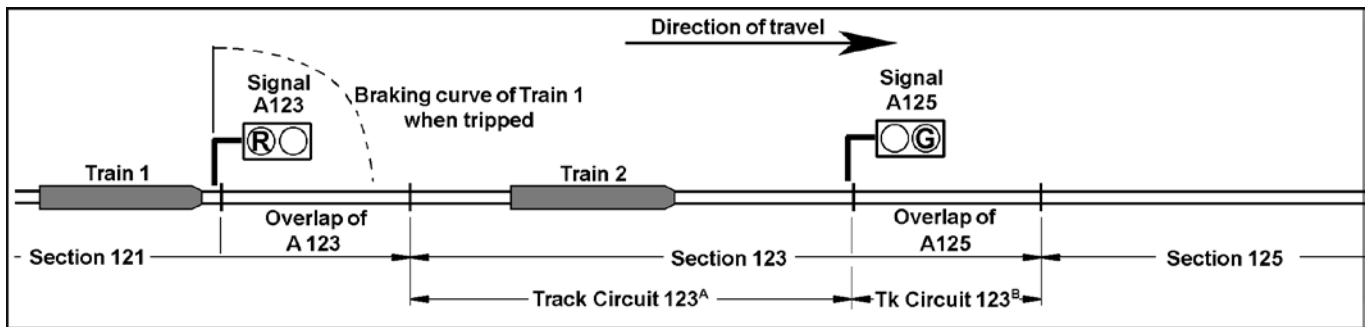 Direction of travel
Signal
A123
R
Braking curve of Train 1
when tripped
Signal
A125
G
Train 1
Train 2
Overlap of
A 123
Overlap of
A125
Section 121
Section 123
Section 125
Track Circuit 123ᴬ
Tk Circuit 123ᴮ